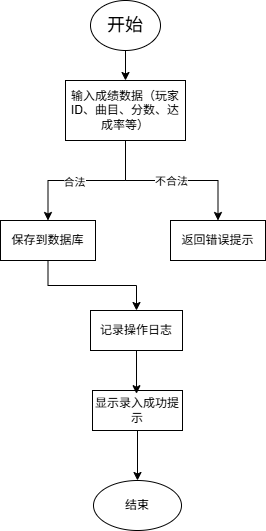 开始
输入成绩数据（玩家
ID、曲目、分数、达
成率等）
合法
不合法
保存到数据库
返回错误提示
记录操作日志
显示录入成功提
示
结束